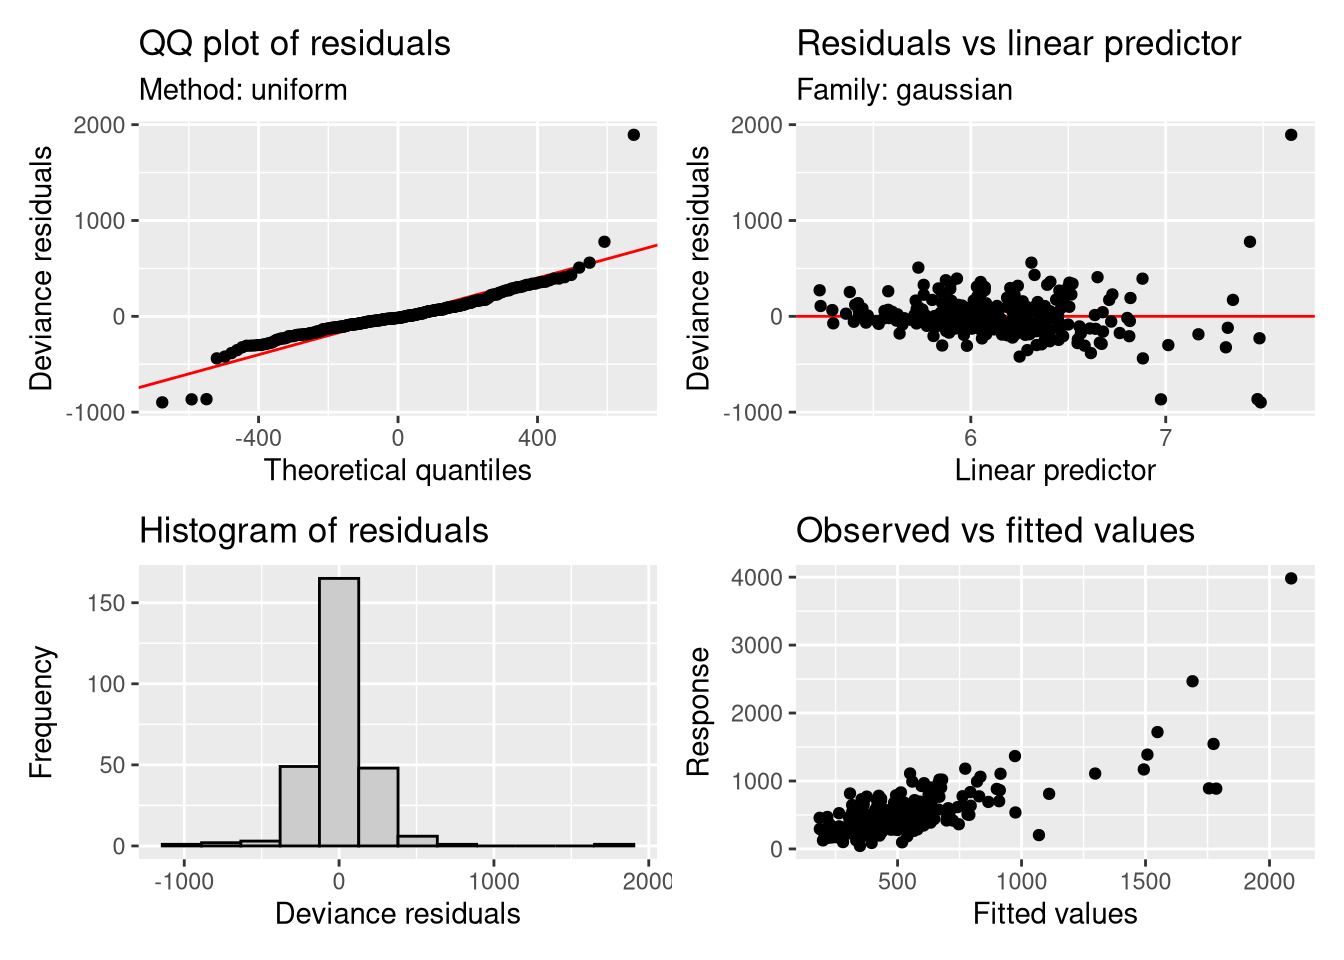 QQ plot of residuals
Method: uniform
2000
1000
0
-1000
Deviance residuals
-400 0 400
Theoretical quantiles
Residuals vs linear predictor
Family: gaussian
2000
1000
0
-1000
Deviance residuals
6 7
Linear predictor
Histogram of residuals
150
100
50
0
Frequency
-1000 0 1000 2000
Deviance residuals
Observed vs fitted values
4000
3000
2000
1000
0
Response
500 1000 1500 2000
Fitted values